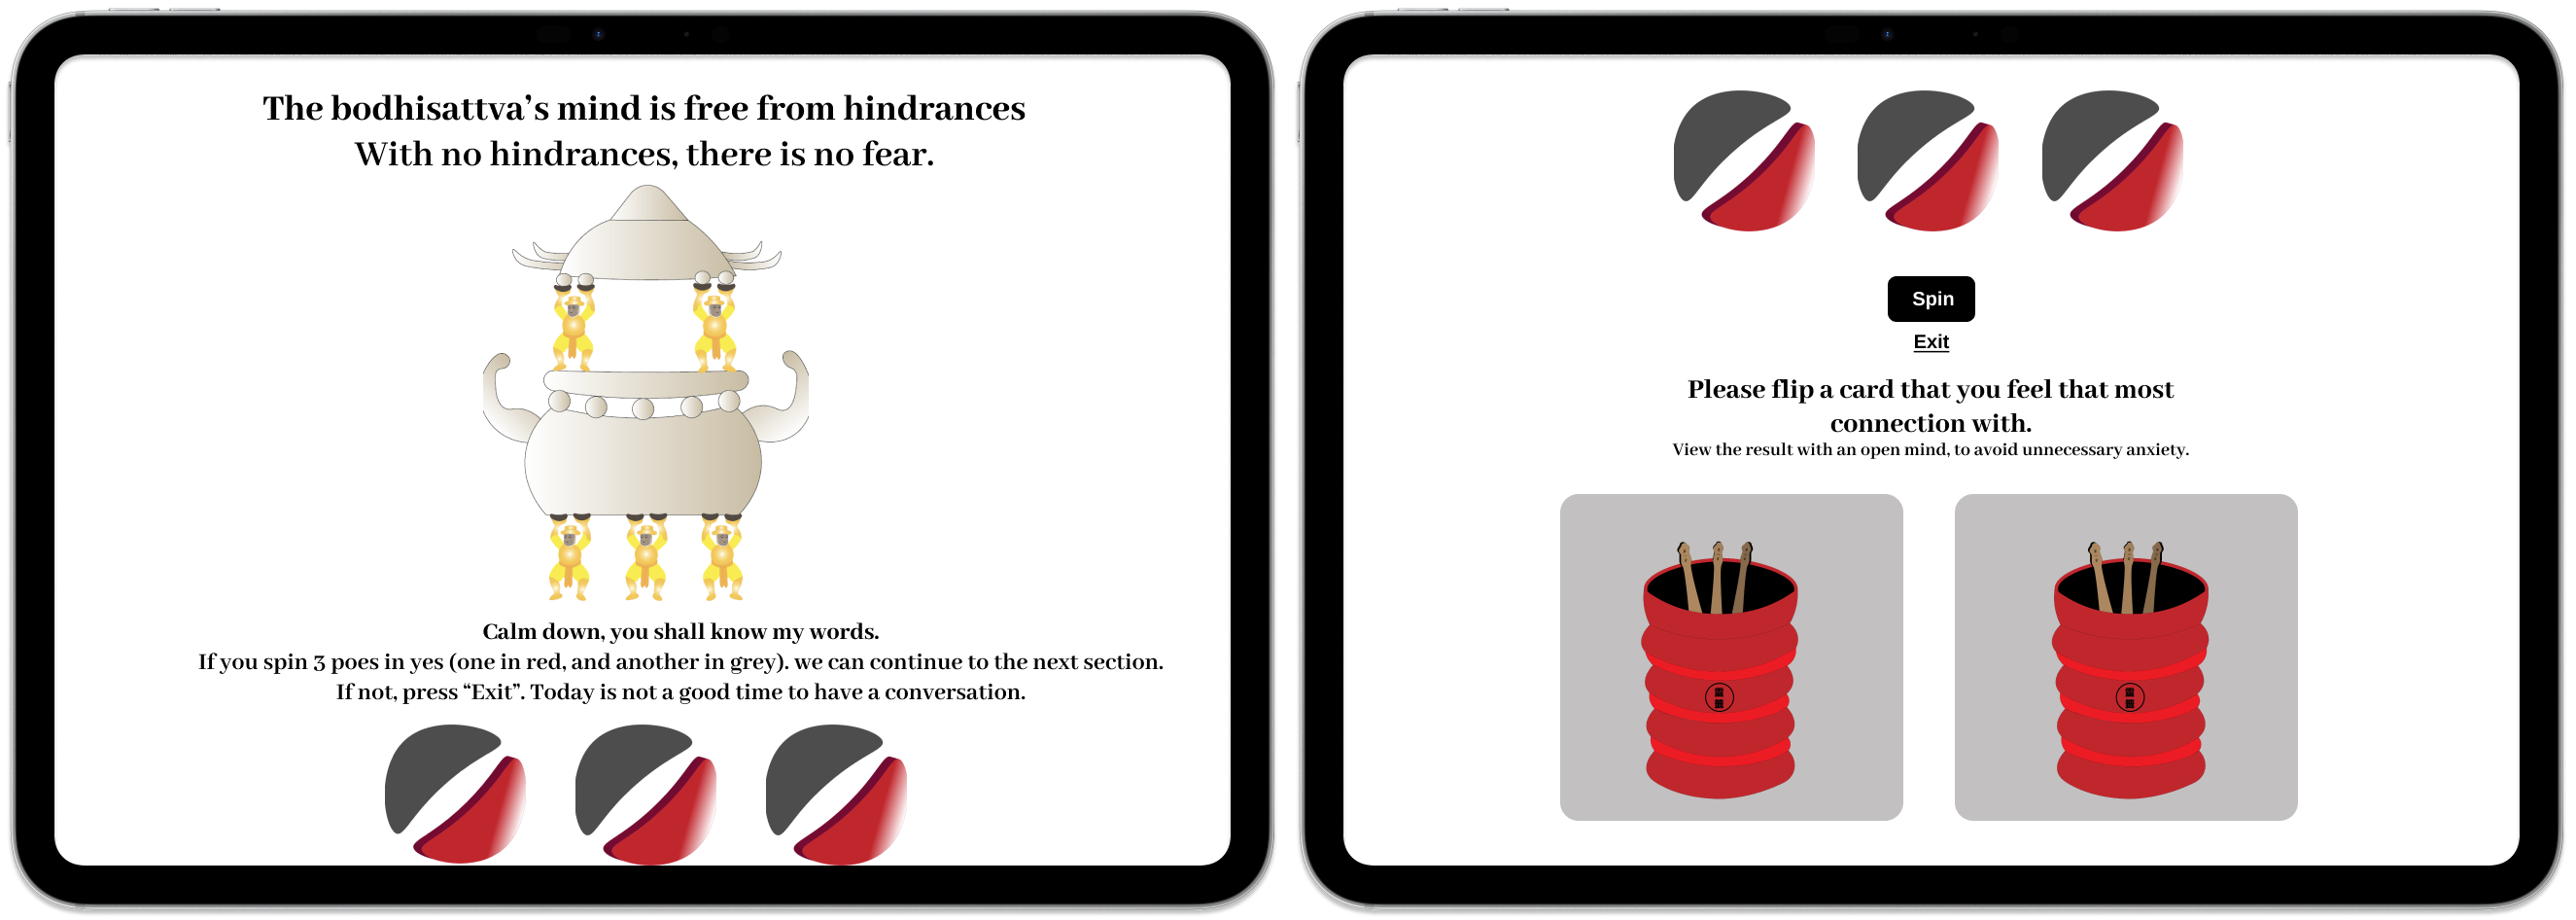 The bodhisattva’s mind is free from hindrances
With no hindrances, there is no fear.
Calm down, you shall know my words.
If you spin 3 poes in yes (one in red, and another in grey). we can continue to the next section.
If not, press “Exit”. Today is not a good time to have a conversation.
Spin
Exit
Please flip a card that you feel that most
connection with.
View the result with an open mind, to avoid unnecessary anxiety.